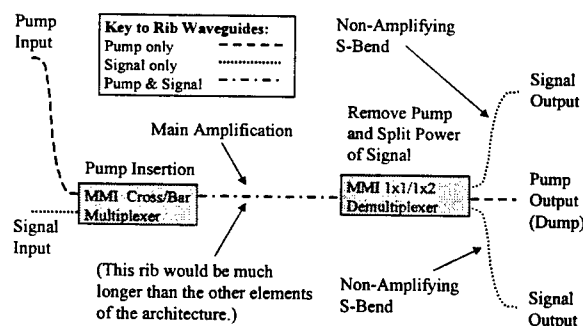 Pump
Input
Key to Rib Waveguides:
Pump only
Signal only
Pump & Signal
Non-Amplifying
S-Bend
Signal
Output
Main Amplification
Remove Pump
and Split Power
of Signal
Pump Insertion
MMI Cross/Bar
Multiplexer
MMI 1x1/1x2
Demultiplexer
Pump
Output
(Dump)
Signal
Input
(This rib would be much
longer than the other elements
of the architecture.)
Non-Amplifying
S-Bend
Signal
Output